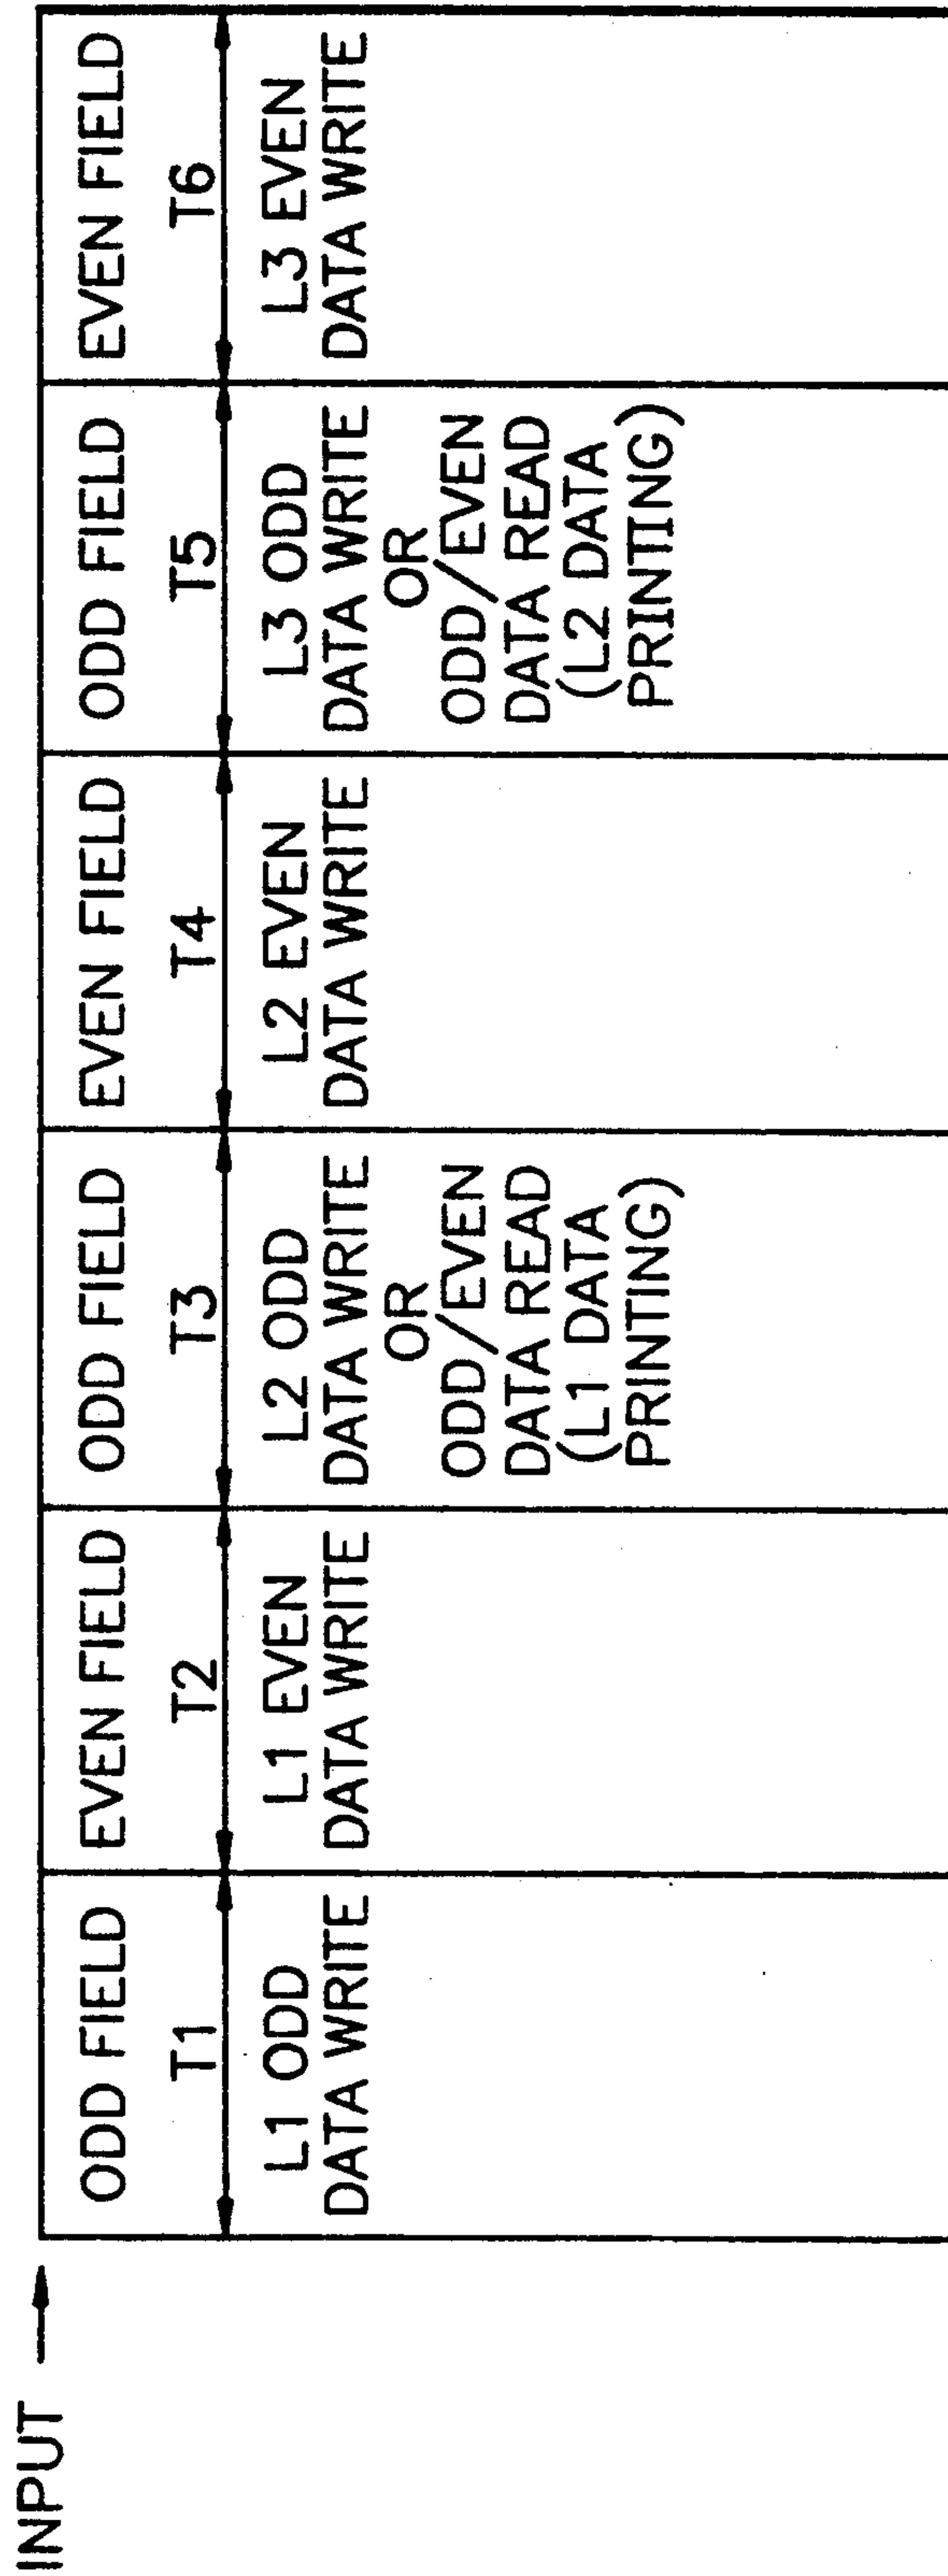 INPUT →
ODD FIELD
T1
L1 ODD
DATA WRITE
EVEN FIELD
T2
L1 EVEN
DATA WRITE
ODD FIELD
T3
L2 ODD
DATA WRITE
OR
ODD/EVEN
DATA READ
(L1 DATA
PRINTING)
EVEN FIELD
T4
L2 EVEN
DATA WRITE
ODD FIELD
T5
L3 ODD
DATA WRITE
OR
ODD/EVEN
DATA READ
(L2 DATA
PRINTING)
EVEN FIELD
T6
L3 EVEN
DATA WRITE